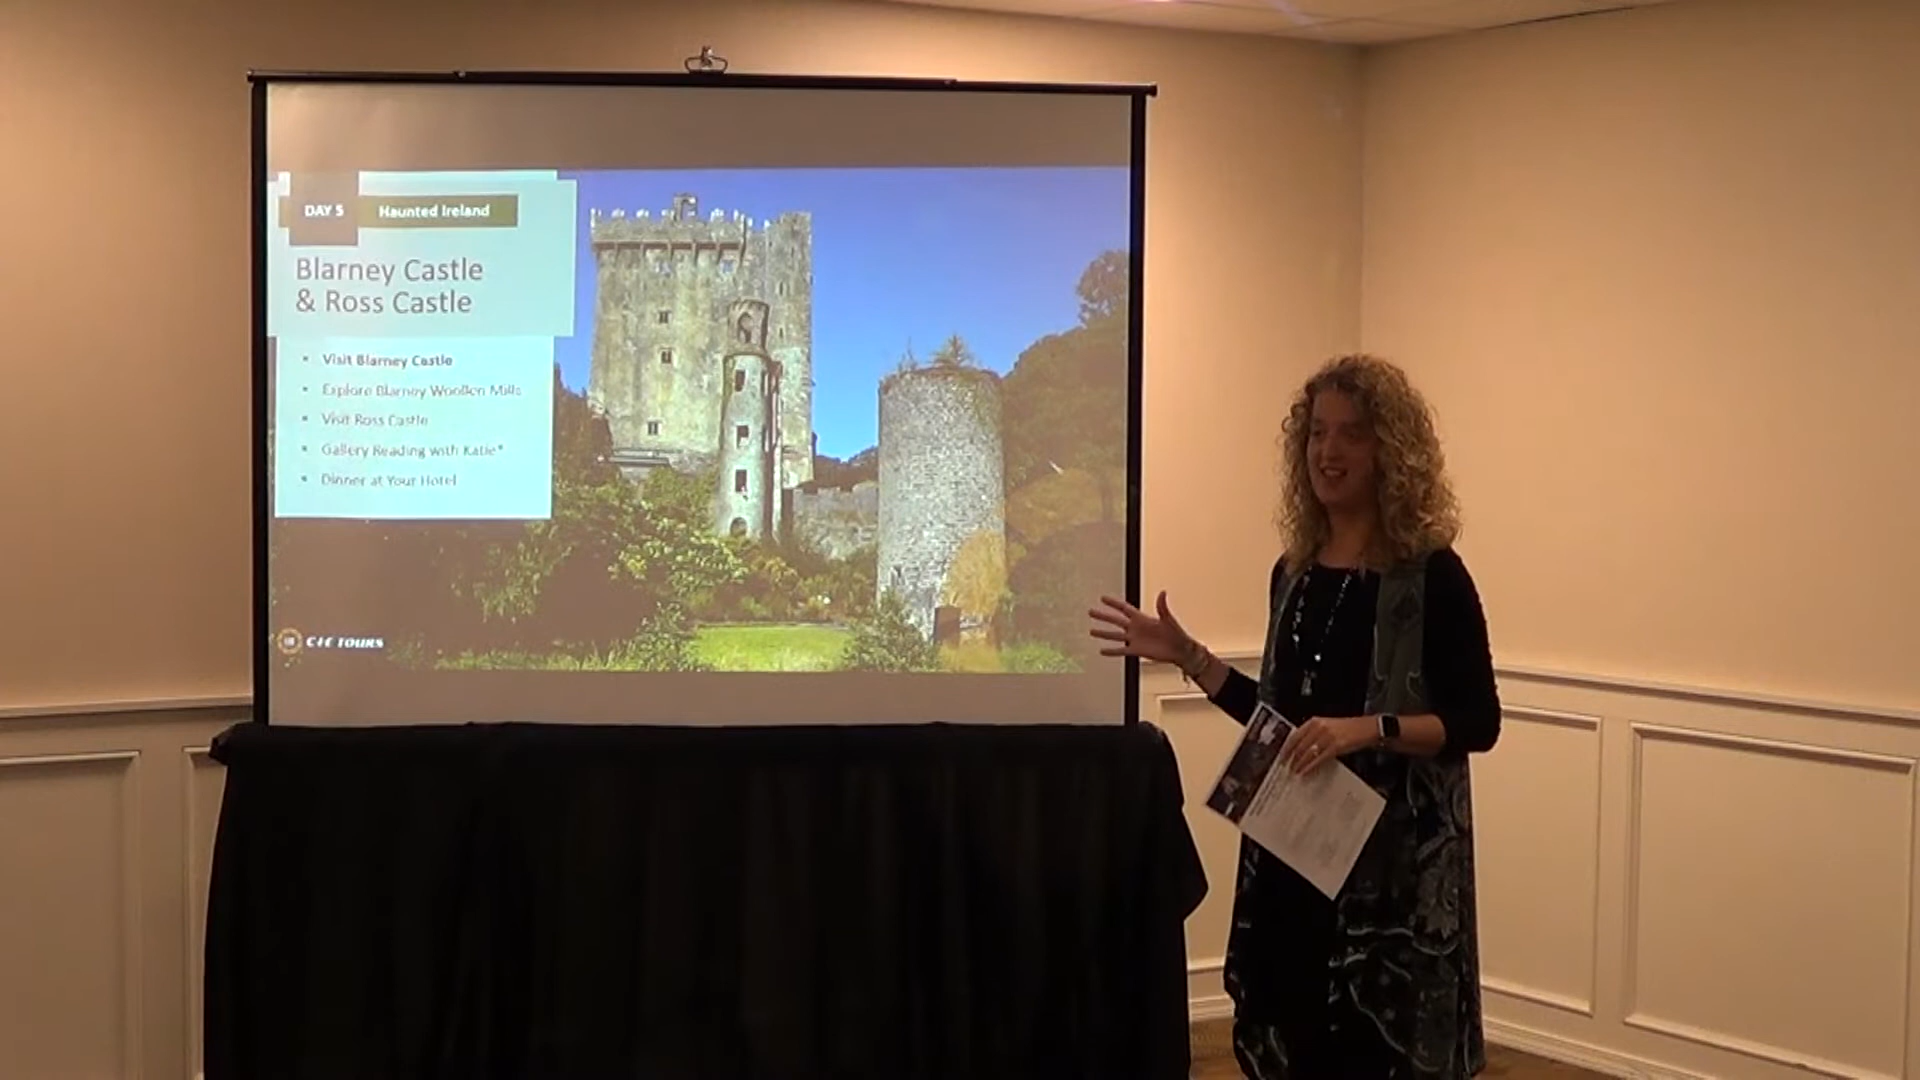 DAY 5
Haunted Ireland
Blarney Castle
& Ross Castle
Visit Blarney Castle
Explore Blarney Woollen Mills
Visit Ross Castle
Gallery Reading with Katie*
Dinner at Your Hotel
C+C TOURS